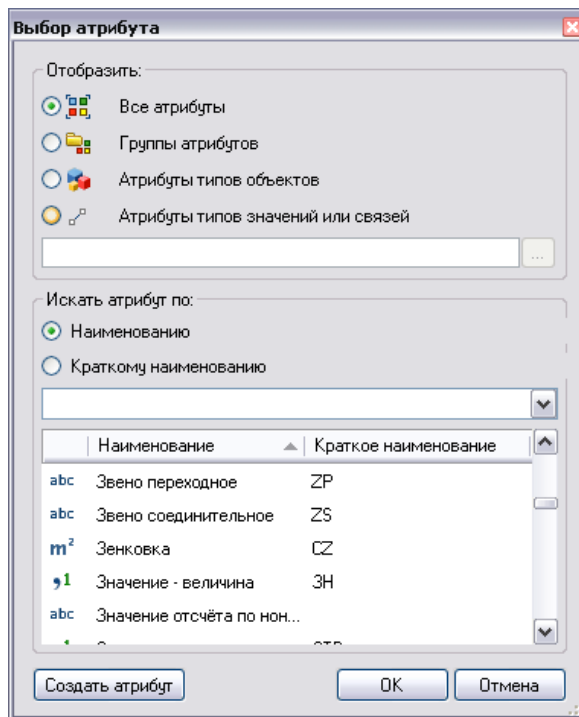 Выбор атрибута
Отобразить:
Все атрибуты
Группы атрибутов
Атрибуты типов объектов
Атрибуты типов значений или связей
...
Искать атрибут по:
Наименованию
Краткому наименованию
Наименование Краткое наименование
abc Звено переходное ZP
abc Звено соединительное ZS
m² Зенковка CZ
,1 Значение - величина ЗН
abc Значение отсчёта по нон...
Создать атрибут OK Отмена